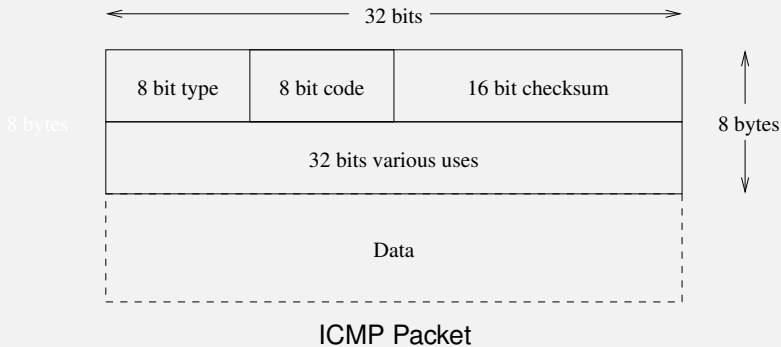 32 bits
8 bit type 8 bit code 16 bit checksum
8 bytes 8 bytes
32 bits various uses
Data
ICMP Packet